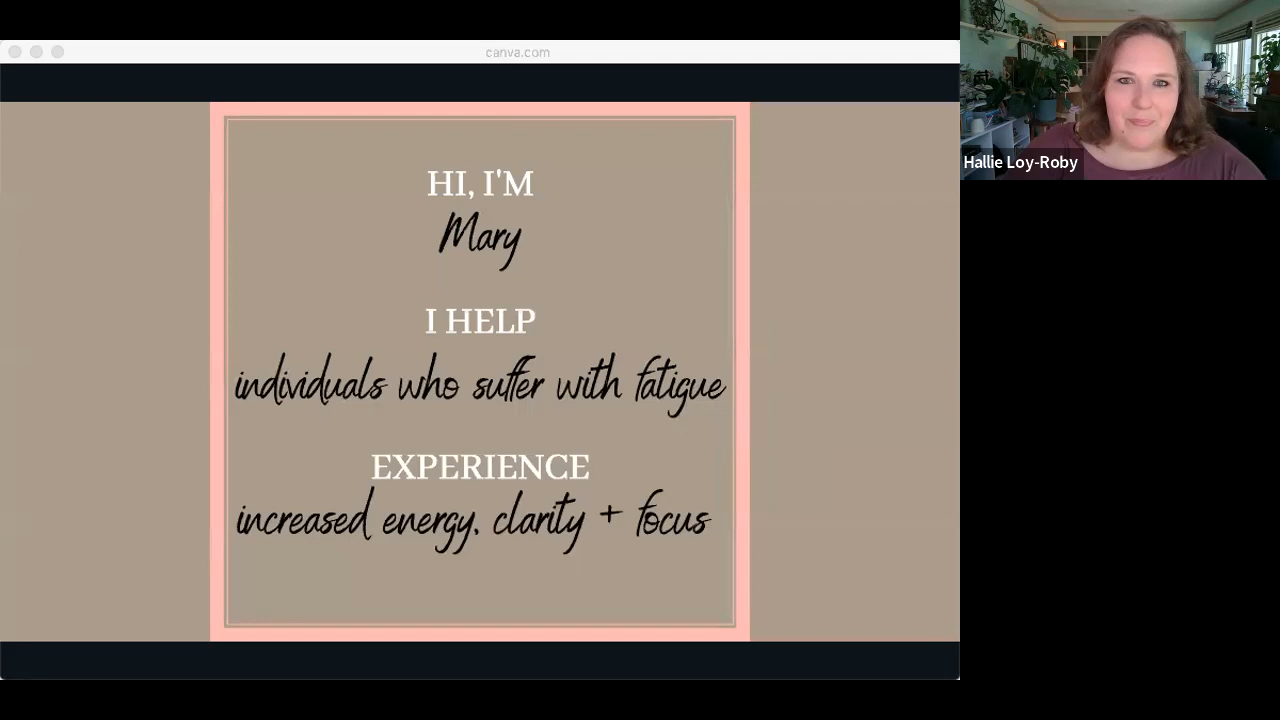 canva.com
HI, I'M
Mary
I HELP
individuals who suffer with fatigue
EXPERIENCE
increased energy, clarity + focus
Hallie Loy-Roby